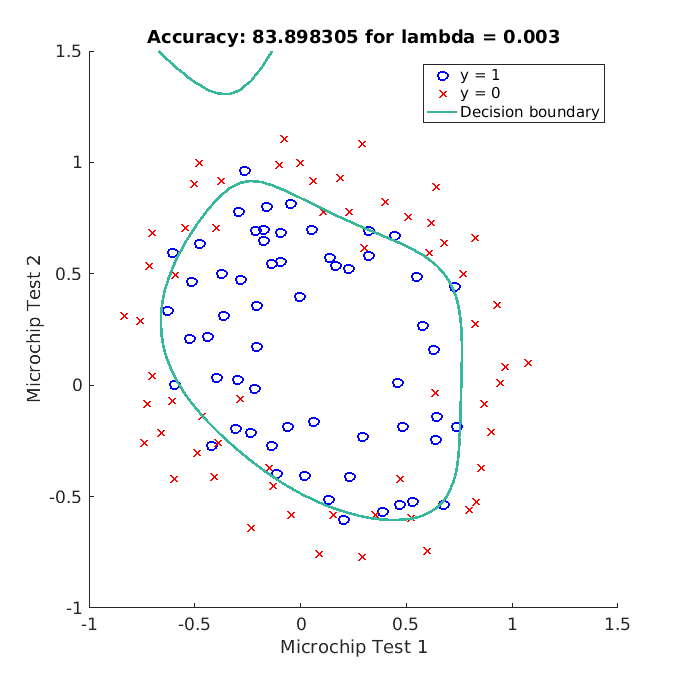 Accuracy: 83.898305 for lambda = 0.003
1.5
y = 1
y = 0
Decision boundary
1
0.5
0
-0.5
-1
Microchip Test 2
-1
-0.5
0
0.5
1
1.5
Microchip Test 1